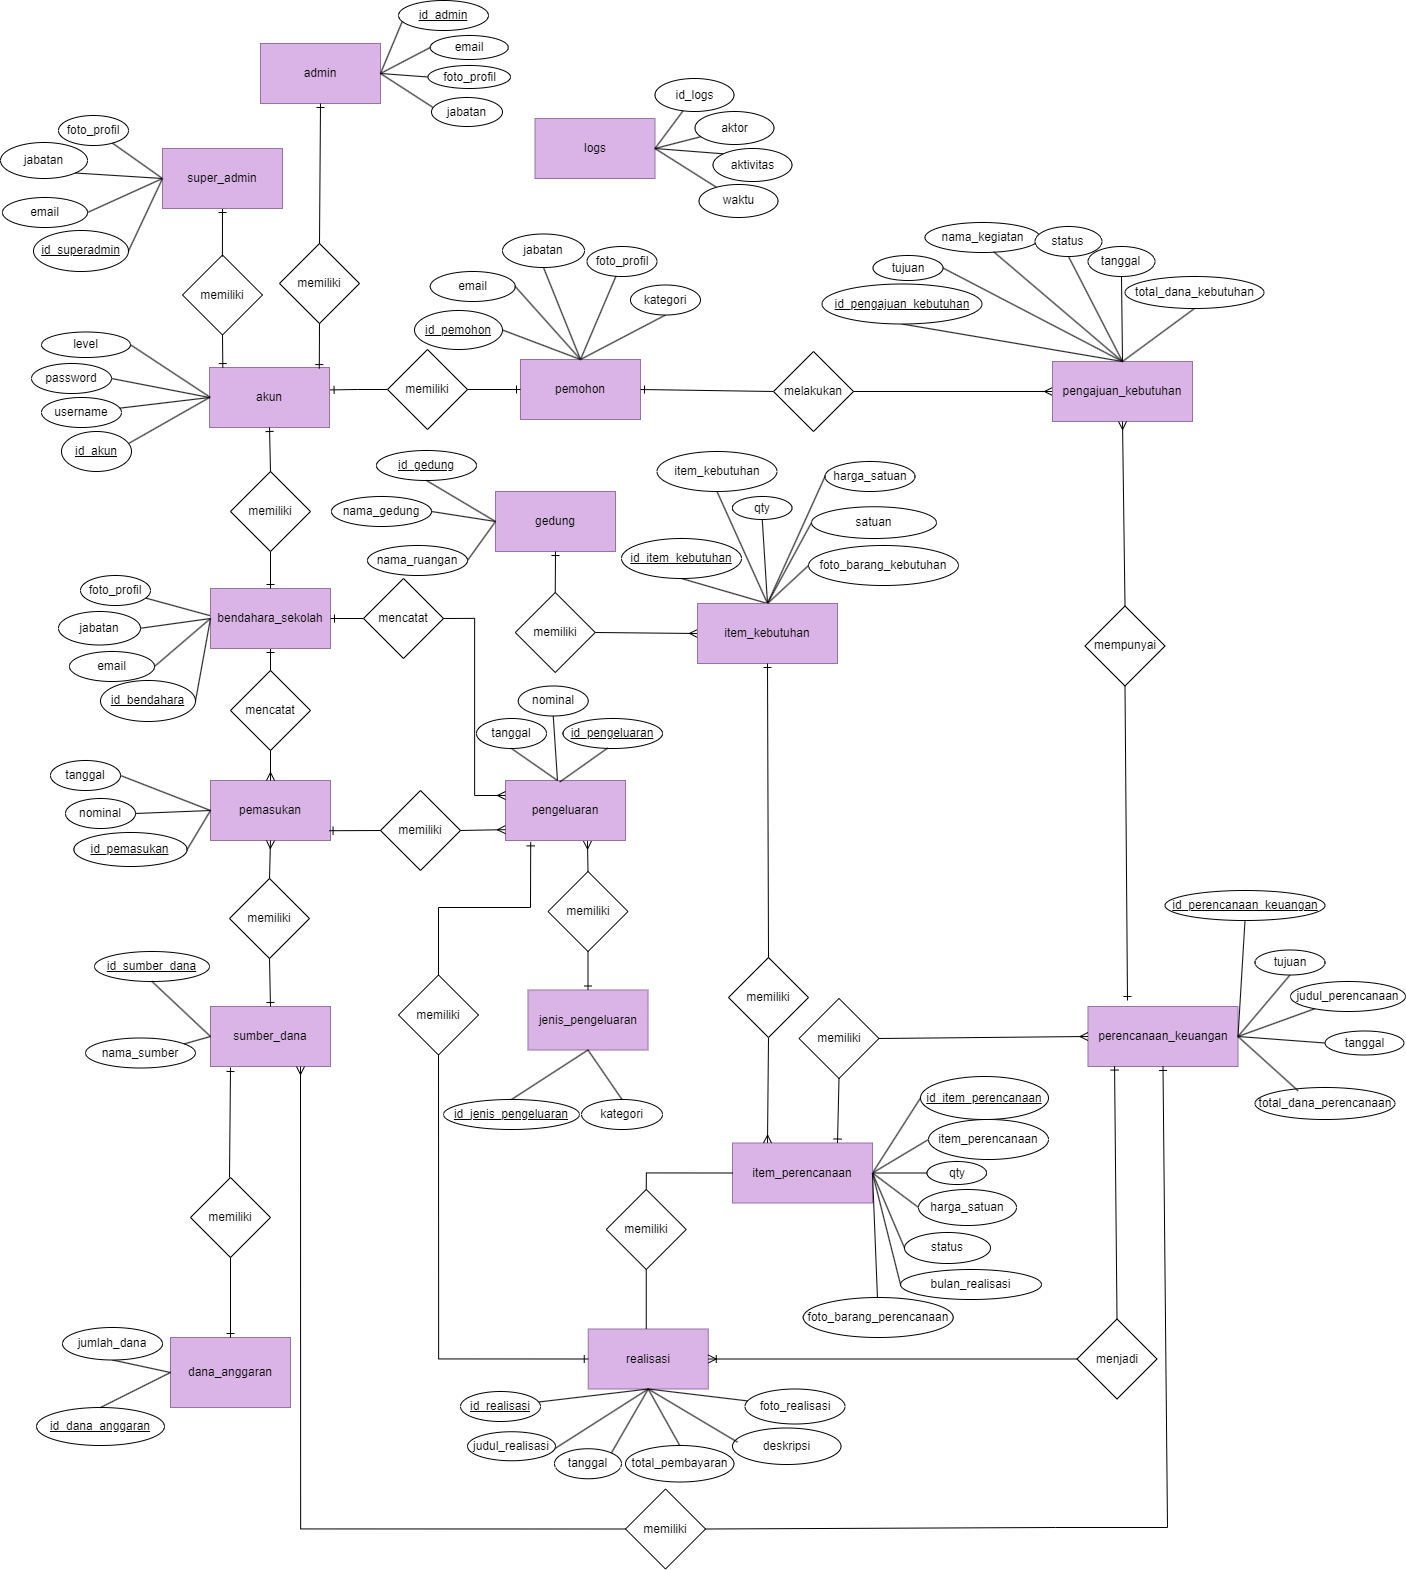 id_admin
email
admin
foto_profil
jabatan
id_logs
aktor
logs
aktivitas
waktu
foto_profil
jabatan
super_admin
email
id_superadmin
memiliki
memiliki
jabatan
foto_profil
email
kategori
id_pemohon
nama_kegiatan
status
tanggal
tujuan
total_dana_kebutuhan
id_pengajuan_kebutuhan
level
password
username
id_akun
akun
memiliki
pemohon
melakukan
pengajuan_kebutuhan
memiliki
id_gedung
nama_gedung
gedung
nama_ruangan
item_kebutuhan
harga_satuan
qty
satuan
id_item_kebutuhan
foto_barang_kebutuhan
foto_profil
jabatan
email
id_bendahara
bendahara_sekolah
mencatat
memiliki
item_kebutuhan
mempunyai
mencatat
nominal
tanggal
id_pengeluaran
tanggal
nominal
id_pemasukan
pemasukan
memiliki
pengeluaran
memiliki
memiliki
id_perencanaan_keuangan
id_sumber_dana
nama_sumber
sumber_dana
memiliki
jenis_pengeluaran
memiliki
memiliki
perencanaan_keuangan
tujuan
judul_perencanaan
tanggal
total_dana_perencanaan
id_jenis_pengeluaran
kategori
id_item_perencanaan
item_perencanaan
item_perencanaan
qty
harga_satuan
status
bulan_realisasi
foto_barang_perencanaan
memiliki
memiliki
jumlah_dana
dana_anggaran
id_dana_anggaran
realisasi
menjadi
id_realisasi
foto_realisasi
judul_realisasi
deskripsi
tanggal
total_pembayaran
memiliki